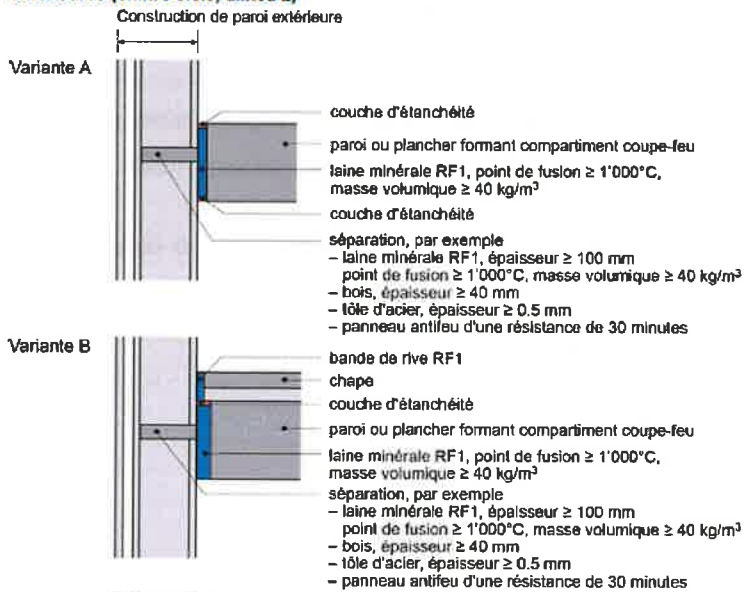 Construction de paroi extérieure
Variante A
couche d'étanchéité
paroi ou plancher formant compartiment coupe-feu
laine minérale RF1, point de fusion ≥ 1'000°C,
masse volumique ≥ 40 kg/m³
couche d'étanchéité
séparation, par exemple
– laine minérale RF1, épaisseur ≥ 100 mm
point de fusion ≥ 1'000°C, masse volumique ≥ 40 kg/m³
– bois, épaisseur ≥ 40 mm
– tôle d'acier, épaisseur ≥ 0.5 mm
– panneau antifeu d'une résistance de 30 minutes
Variante B
bande de rive RF1
chape
couche d'étanchéité
paroi ou plancher formant compartiment coupe-feu
laine minérale RF1, point de fusion ≥ 1'000°C,
masse volumique ≥ 40 kg/m³
séparation, par exemple
– laine minérale RF1, épaisseur ≥ 100 mm
point de fusion ≥ 1'000°C, masse volumique ≥ 40 kg/m³
– bois, épaisseur ≥ 40 mm
– tôle d'acier, épaisseur ≥ 0.5 mm
– panneau antifeu d'une résistance de 30 minutes